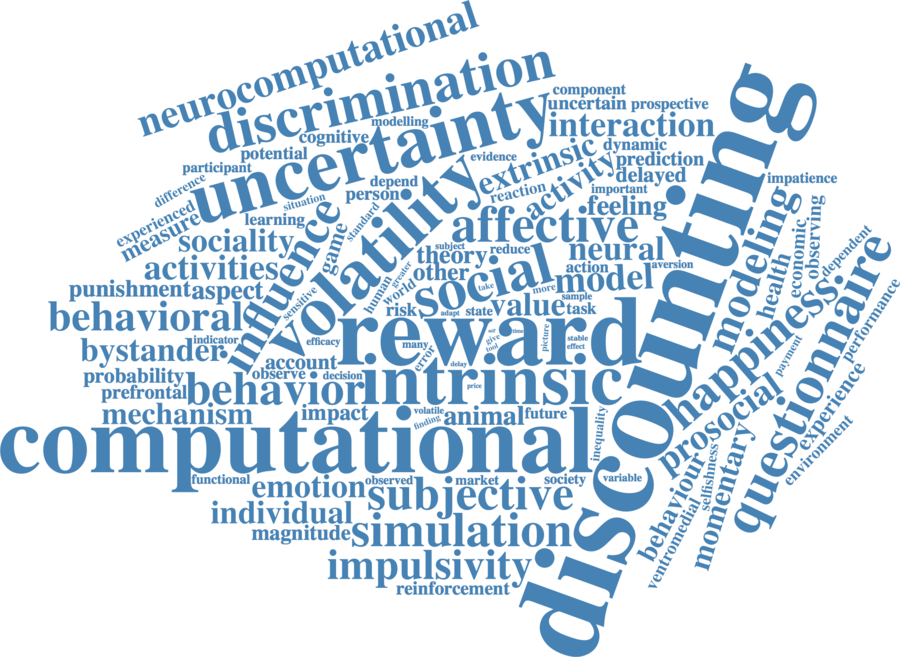 neurocomputational
discrimination
component
uncertain
prospective
uncertainty
modelling
cognitive
interaction
potential
participant
evidence
extrinsic
dynamic
prediction
difference
depend
person
reaction
activity
delayed
important
impatience
experienced
measure
situation
learning
standard
volatility
feeling
affective
sociality
influence
game
subject
reduce
theory
neural
modeling
observing
economic
health
dependent
activities
human
greater
world
other
social
take
more
action
aversion
model
punishment
aspect
sensitive
risk
adapt
state
value
sample
task
discounting
happiness
questionnaire
behavioral
indicator
efficacy
reward
many
error
self
give
tool
time
picture
stable
effect
payment
performance
bystander
account
observe
decision
delay
price
intrinsic
probability
prefrontal
behavior
mechanism
impact
volatile
finding
animal
future
inequality
prosocial
experience
environment
computational
functional
observed
market
society
variable
behaviour
selfishness
momentary
ventromedial
emotion
subjective
individual
magnitude
simulation
impulsivity
reinforcement